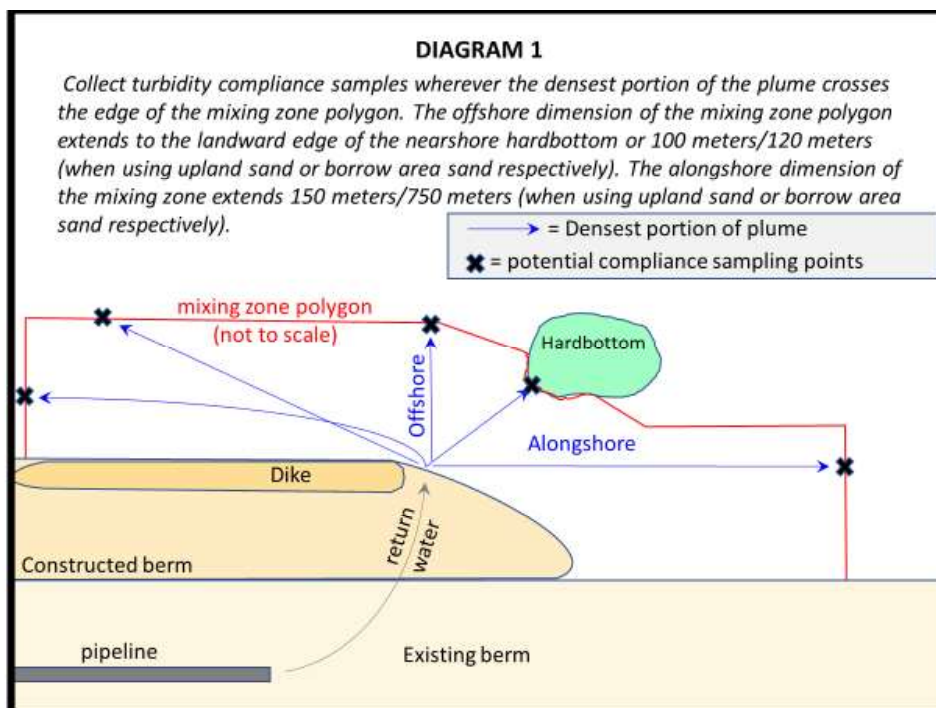 DIAGRAM 1
Collect turbidity compliance samples wherever the densest portion of the plume crosses
the edge of the mixing zone polygon. The offshore dimension of the mixing zone polygon
extends to the landward edge of the nearshore hardbottom or 100 meters/120 meters
(when using upland sand or borrow area sand respectively). The alongshore dimension of
the mixing zone extends 150 meters/750 meters (when using upland sand or borrow area
sand respectively).
= Densest portion of plume
= potential compliance sampling points
mixing zone polygon
(not to scale)
Hardbottom
Offshore
Alongshore
Dike
return
water
Constructed berm
pipeline
Existing berm